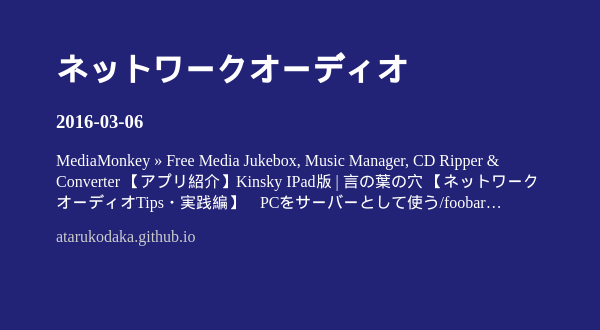 ネットワークオーディオ
2016-03-06
MediaMonkey » Free Media Jukebox, Music Manager, CD Ripper &
Converter 【アプリ紹介】Kinsky IPad版 | 言の葉の穴 【ネットワーク
オーディオTips・実践編】　PCをサーバーとして使う/foobar…
atarukodaka.github.io